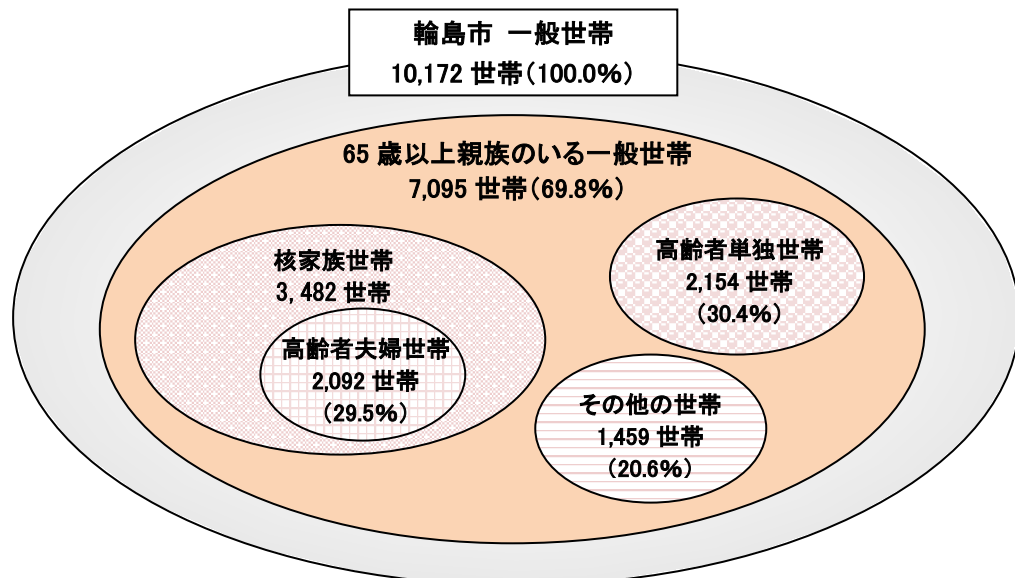 輪島市 一般世帯
10,172 世帯(100.0%)
65 歳以上親族のいる一般世帯
7,095 世帯(69.8%)
核家族世帯
3,482 世帯
高齢者夫婦世帯
2,092 世帯
(29.5%)
高齢者単独世帯
2,154 世帯
(30.4%)
その他の世帯
1,459 世帯
(20.6%)